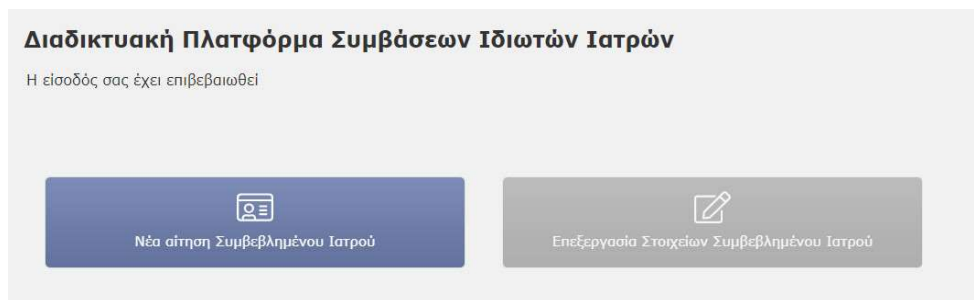 Διαδικτυακή Πλατφόρμα Συμβάσεων Ιδιωτών Ιατρών
Η είσοδός σας έχει επιβεβαιωθεί
Νέα αίτηση Συμβεβλημένου Ιατρού
Επεξεργασία Στοιχείων Συμβεβλημένου Ιατρού